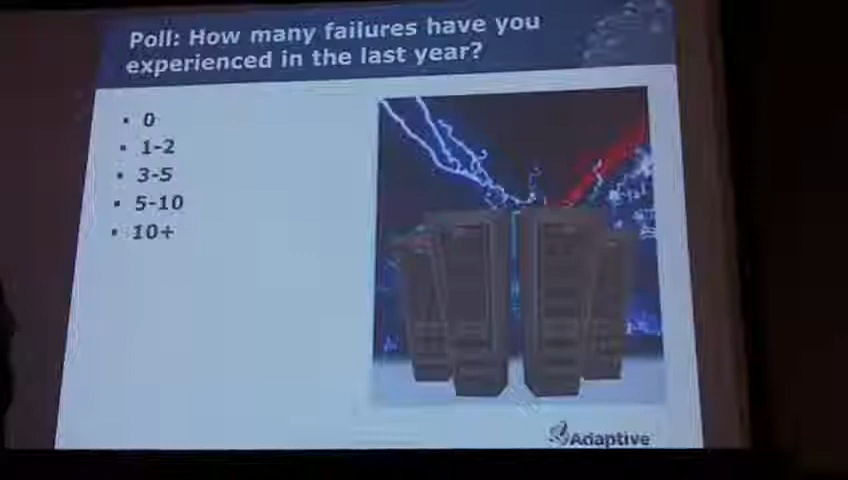 Poll: How many failures have you
experienced in the last year?
0
1-2
3-5
5-10
10+
Adaptive